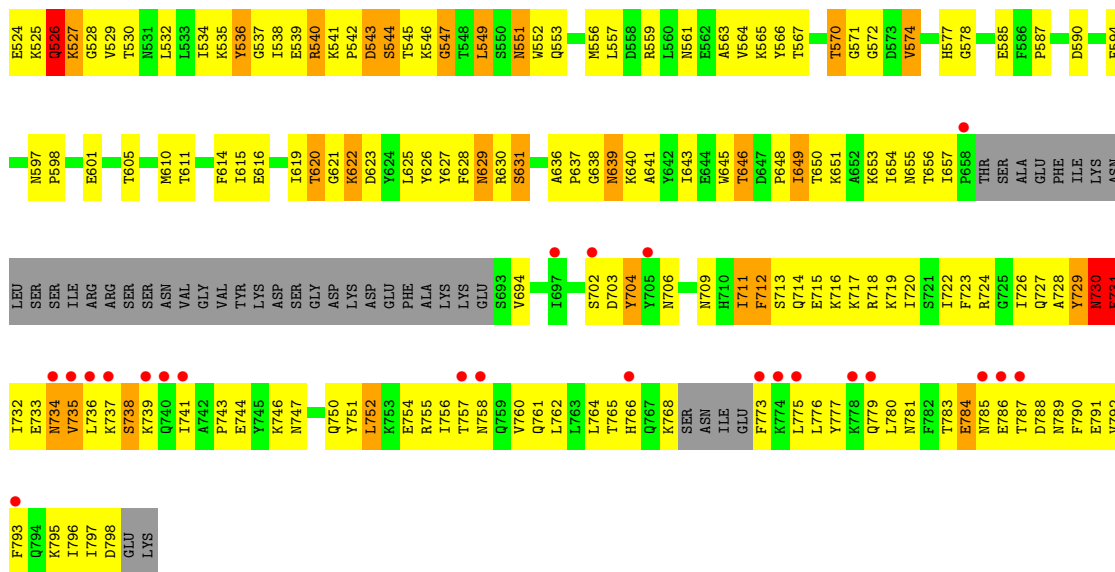 E524 K525 Q526 K527 G528 V529 T530 N531 L532 L533 I534 K535 Y536 G537 I538 E539 R540 K541 P542 D543 S544 T545 K546 G547 T548 L549 S550 N551 W552 Q553 M556 L557 D558 R559 L560 N561 E562 A563 V564 K565 Y566 T567 T570 G571 G572 D573 V574 H577 G578 E585 F586 P587 D590
N597 P598 E601 T605 M610 T611 F614 I615 E616 I619 T620 G621 K622 D623 Y624 L625 Y626 Y627 F628 N629 R630 S631 A636 P637 G638 N639 K640 A641 Y642 I643 E644 W645 T646 D647 P648 I649 T650 K651 A652 K653 I654 N655 T656 I657 P658 THR SER ALA GLU PHE ILE LYS ASN
LEU SER SER ILE ARG ARG SER SER ASN VAL GLY VAL TYR LYS ASP SER GLY ASP LYS ASP GLU PHE ALA LYS LYS GLU S693 V694 I697 S702 D703 Y704 Y705 N706 N709 H710 I711 F712 S713 Q714 E715 K716 K717 R718 K719 I720 S721 I722 F723 R724 G725 I726 Q727 A728 Y729 N730
I732 E733 N734 V735 L736 K737 S738 K739 Q740 I741 A742 P743 E744 Y745 K746 N747 Q750 Y751 L752 K753 E754 R755 I756 T757 N758 Q759 V760 Q761 L762 L763 L764 T765 H766 Q767 K768 SER ASN ILE GLU F773 K774 L775 L776 Y777 K778 Q779 L780 N781 F782 T783 E784 N785 E786 T787 D788 N789 F790 E791
F793 Q794 K795 I796 I797 D798 GLU LYS